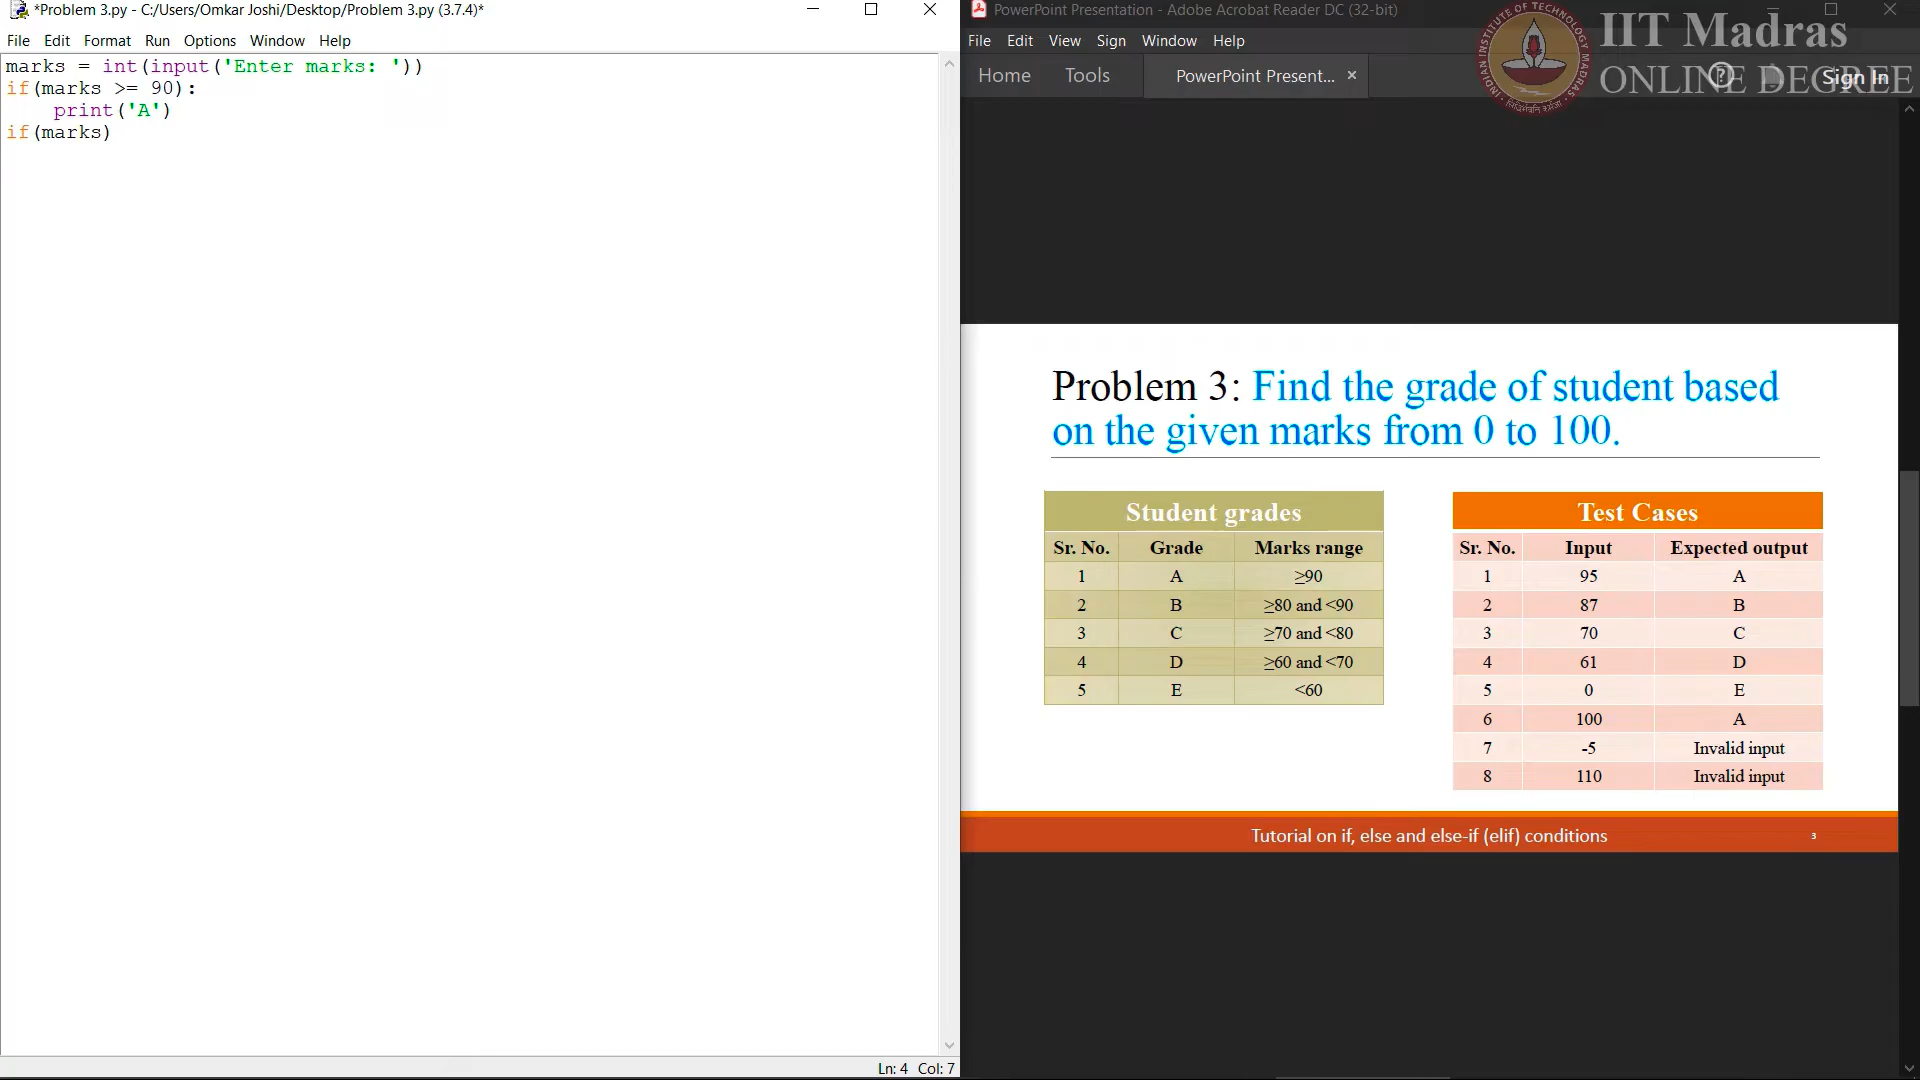 *Problem 3.py - C:/Users/Omkar Joshi/Desktop/Problem 3.py (3.7.4)*
File Edit Format Run Options Window Help
marks = int(input('Enter marks: '))
if(marks >= 90):
    print('A')
if(marks)
Ln: 4 Col: 7
PowerPoint Presentation - Adobe Acrobat Reader DC (32-bit)
File Edit View Sign Window Help
Home Tools PowerPoint Present... × Sign In
INDIAN INSTITUTE OF TECHNOLOGY MADRAS
IIT Madras
ONLINE DEGREE
Problem 3: Find the grade of student based
on the given marks from 0 to 100.
Student grades
Sr. No. Grade Marks range
1 A ≥90
2 B ≥80 and <90
3 C ≥70 and <80
4 D ≥60 and <70
5 E <60
Test Cases
Sr. No. Input Expected output
1 95 A
2 87 B
3 70 C
4 61 D
5 0 E
6 100 A
7 -5 Invalid input
8 110 Invalid input
Tutorial on if, else and else-if (elif) conditions
3